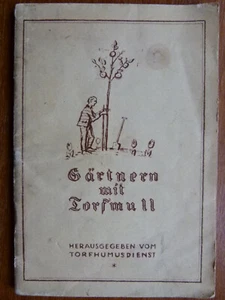 Gärtnern
mit
Torfmull
HERAUSGEGEBEN VOM
TORFHUMUSDIENST